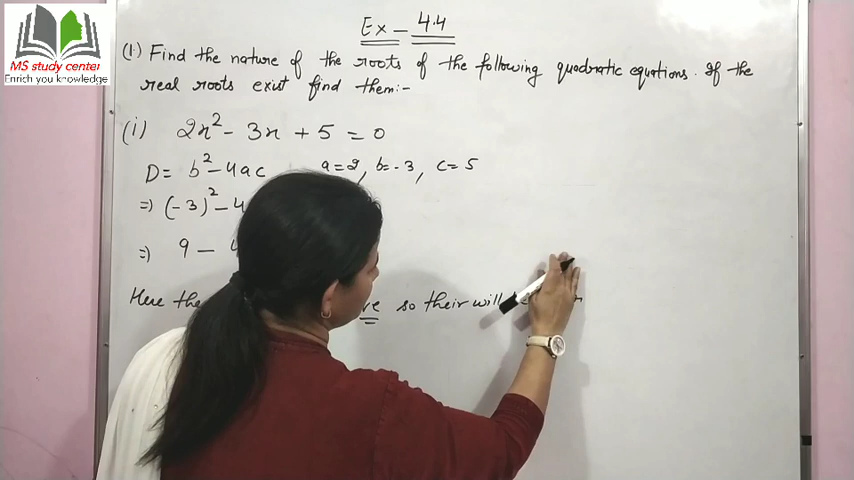 MS study center
Enrich you knowledge
Ex - 4.4
(1.) Find the nature of the roots of the following quadratic equations. If the
real roots exist find them:-
(i) 2x² - 3x + 5 = 0
D = b² - 4ac a = 2, b = -3, c = 5
=) (-3)² - 4
=) 9 -
Here the ve so their will